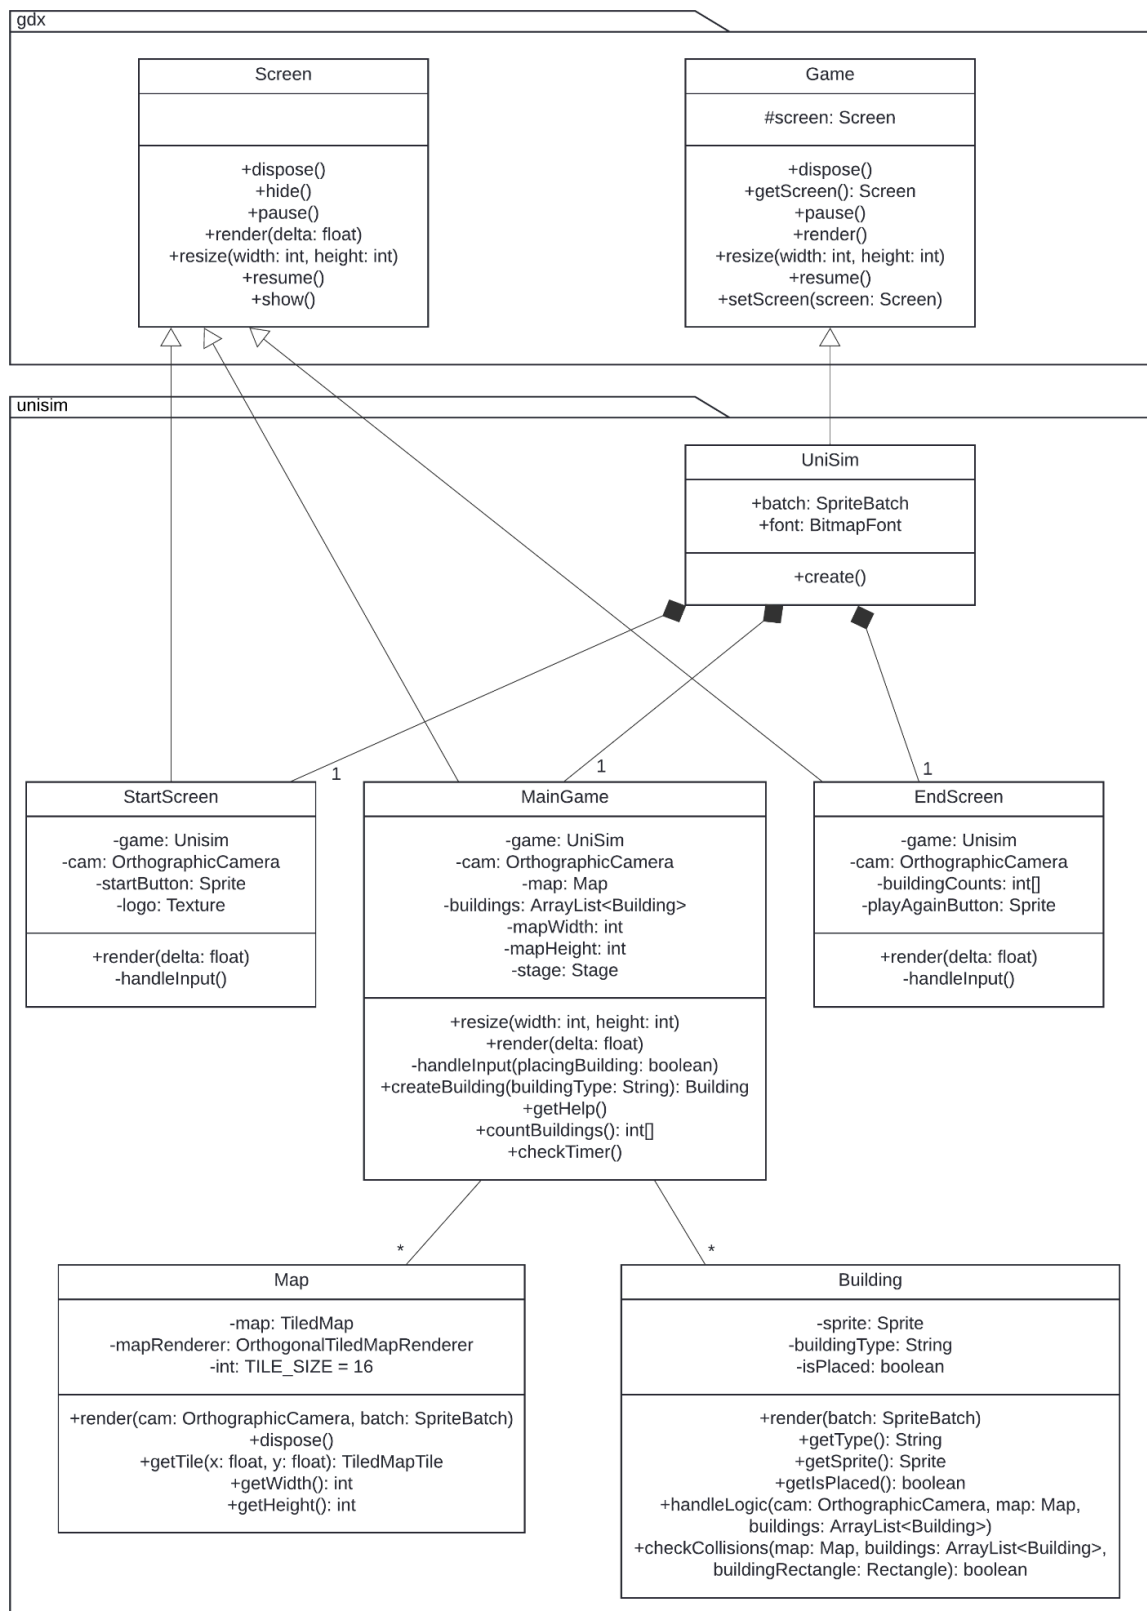 gdx
Screen
+dispose()
+hide()
+pause()
+render(delta: float)
+resize(width: int, height: int)
+resume()
+show()
Game
#screen: Screen
+dispose()
+getScreen(): Screen
+pause()
+render()
+resize(width: int, height: int)
+resume()
+setScreen(screen: Screen)
unisim
UniSim
+batch: SpriteBatch
+font: BitmapFont
+create()
1
1
1
StartScreen
-game: Unisim
-cam: OrthographicCamera
-startButton: Sprite
-logo: Texture
+render(delta: float)
-handleInput()
MainGame
-game: UniSim
-cam: OrthographicCamera
-map: Map
-buildings: ArrayList<Building>
-mapWidth: int
-mapHeight: int
-stage: Stage
+resize(width: int, height: int)
+render(delta: float)
-handleInput(placingBuilding: boolean)
+createBuilding(buildingType: String): Building
+getHelp()
+countBuildings(): int[]
+checkTimer()
EndScreen
-game: Unisim
-cam: OrthographicCamera
-buildingCounts: int[]
-playAgainButton: Sprite
+render(delta: float)
-handleInput()
*
*
Map
-map: TiledMap
-mapRenderer: OrthogonalTiledMapRenderer
-int: TILE_SIZE = 16
+render(cam: OrthographicCamera, batch: SpriteBatch)
+dispose()
+getTile(x: float, y: float): TiledMapTile
+getWidth(): int
+getHeight(): int
Building
-sprite: Sprite
-buildingType: String
-isPlaced: boolean
+render(batch: SpriteBatch)
+getType(): String
+getSprite(): Sprite
+getIsPlaced(): boolean
+handleLogic(cam: OrthographicCamera, map: Map,
buildings: ArrayList<Building>)
+checkCollisions(map: Map, buildings: ArrayList<Building>,
buildingRectangle: Rectangle): boolean